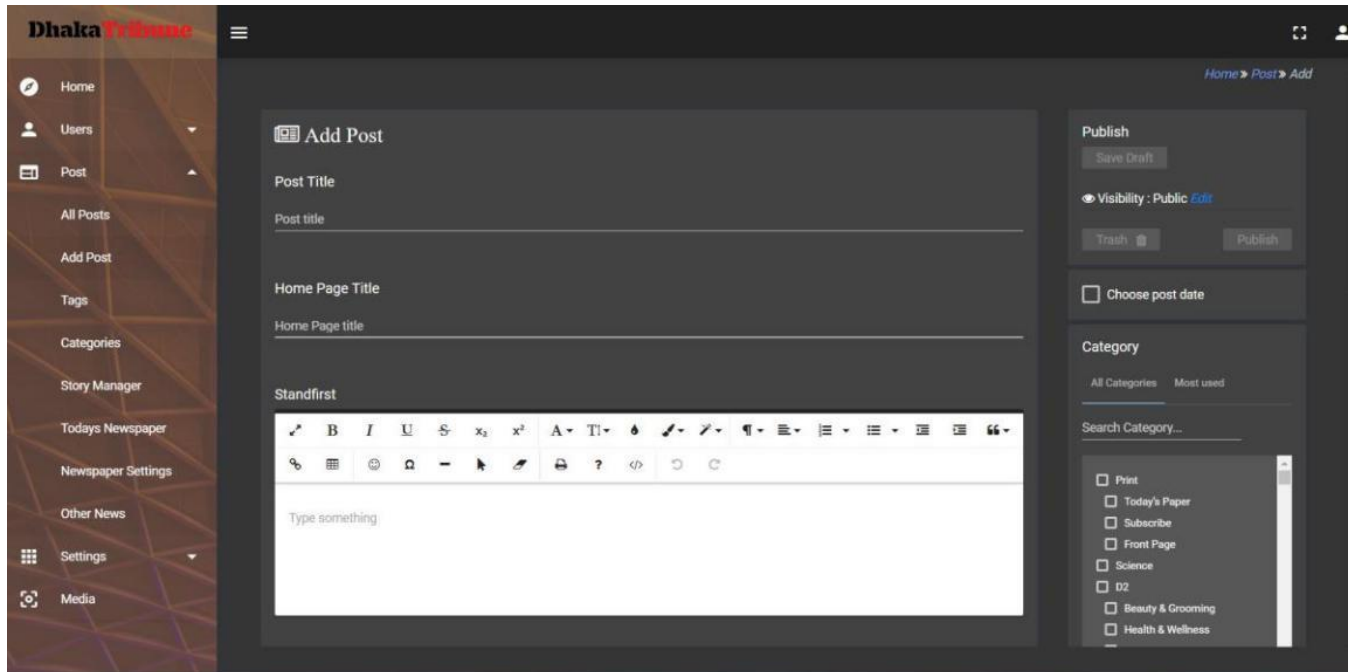 DhakaTribune
Home» Post» Add
Home
Users
Post
All Posts
Add Post
Tags
Categories
Story Manager
Todays Newspaper
Newspaper Settings
Other News
Settings
Media
Add Post
Post Title
Post title
Home Page Title
Home Page title
Standfirst
B I U S x₂ x² A T
Ω ? </>
Type something
Publish
Save Draft
Visibility : Public Edit
Trash Publish
Choose post date
Category
All Categories Most used
Search Category...
Print
Today's Paper
Subscribe
Front Page
Science
D2
Beauty & Grooming
Health & Wellness